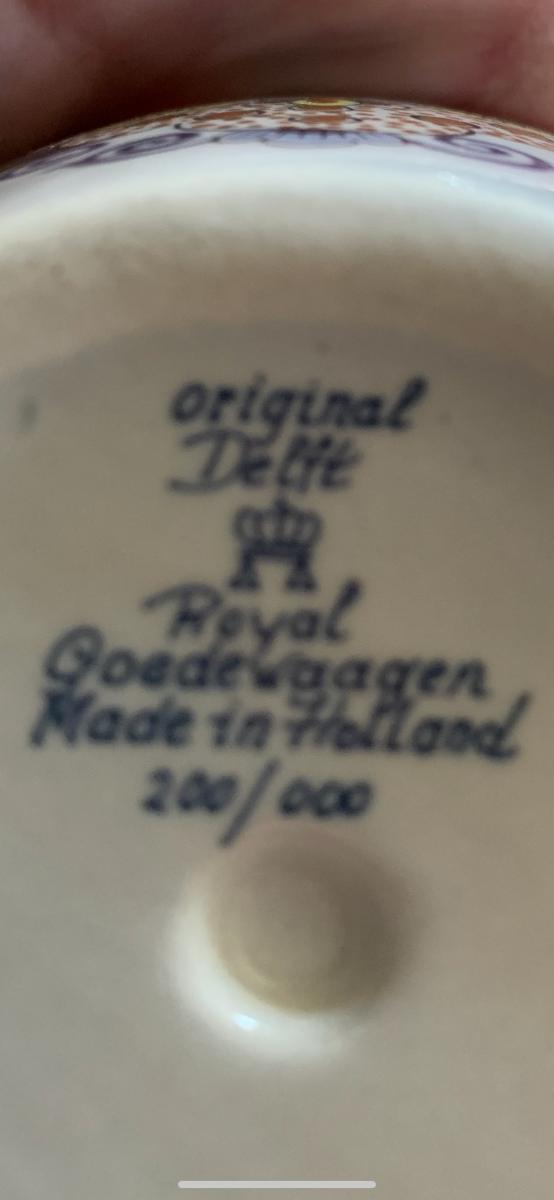 original
Delft
Royal
Goedewaagen
Made in Holland
200/000